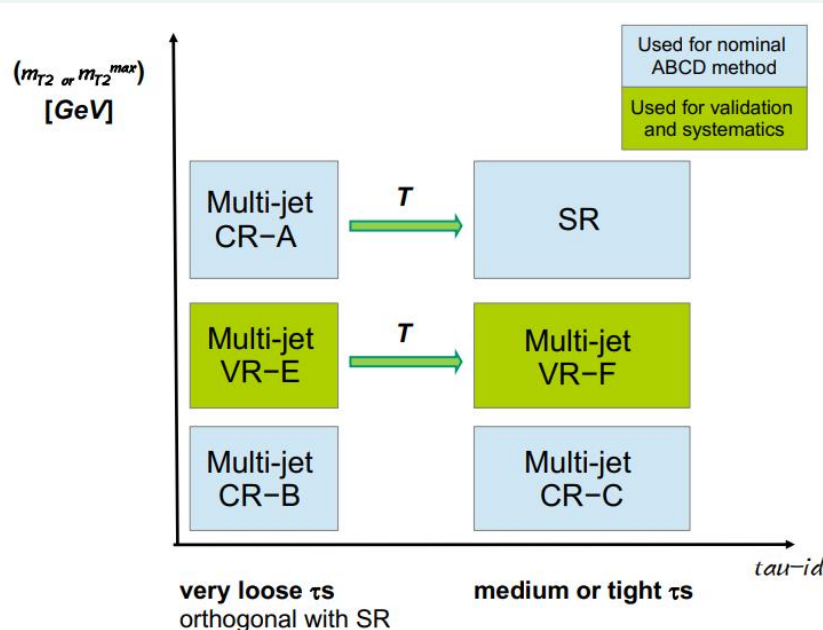 (mT2 or mT2max)
[GeV]
Used for nominal
ABCD method
Used for validation
and systematics
Multi-jet
CR−A
T
SR
Multi-jet
VR−E
T
Multi-jet
VR−F
Multi-jet
CR−B
Multi-jet
CR−C
tau-id
very loose τs
orthogonal with SR
medium or tight τs